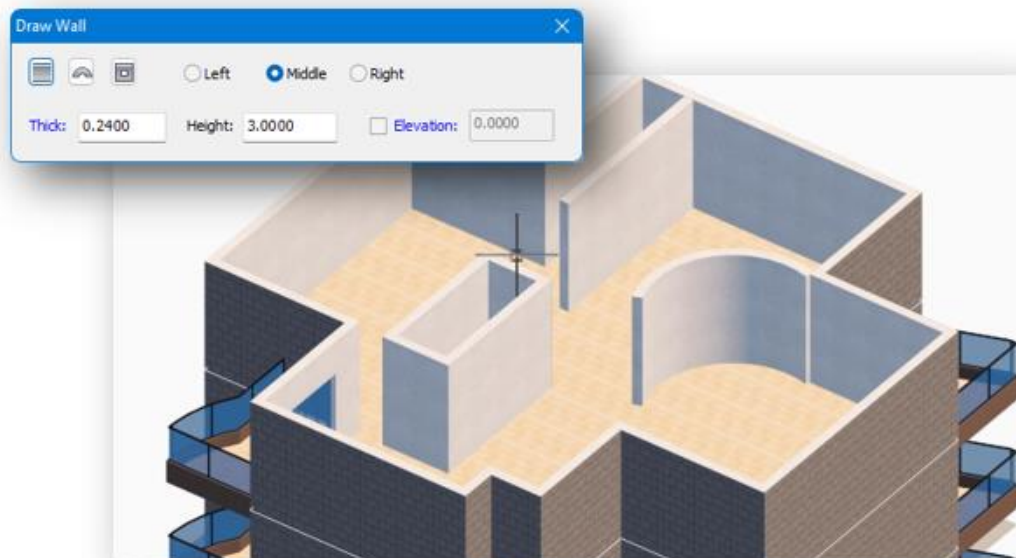 Draw Wall
Left Middle Right
Thick: 0.2400 Height: 3.0000 Elevation: 0.0000